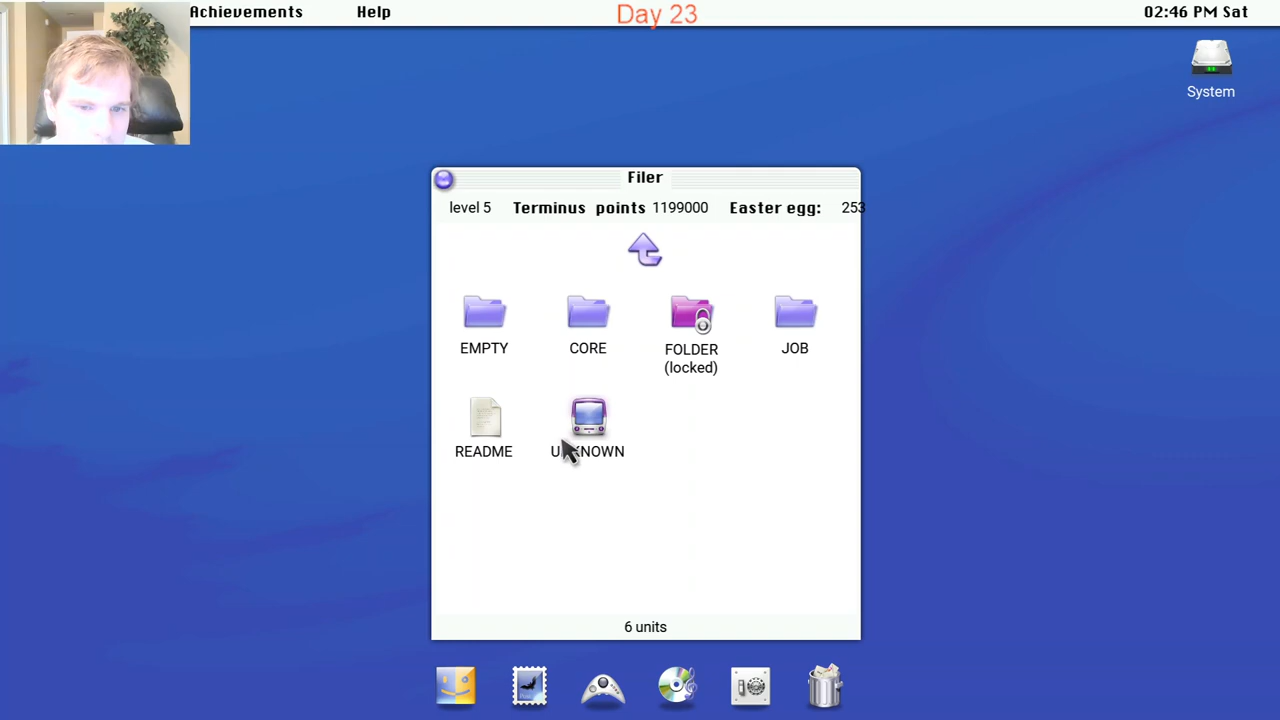 Achievements Help Day 23 02:46 PM Sat
System
Filer
level 5 Terminus points 1199000 Easter egg: 253
EMPTY CORE FOLDER JOB
(locked)
README UNKNOWN
6 units